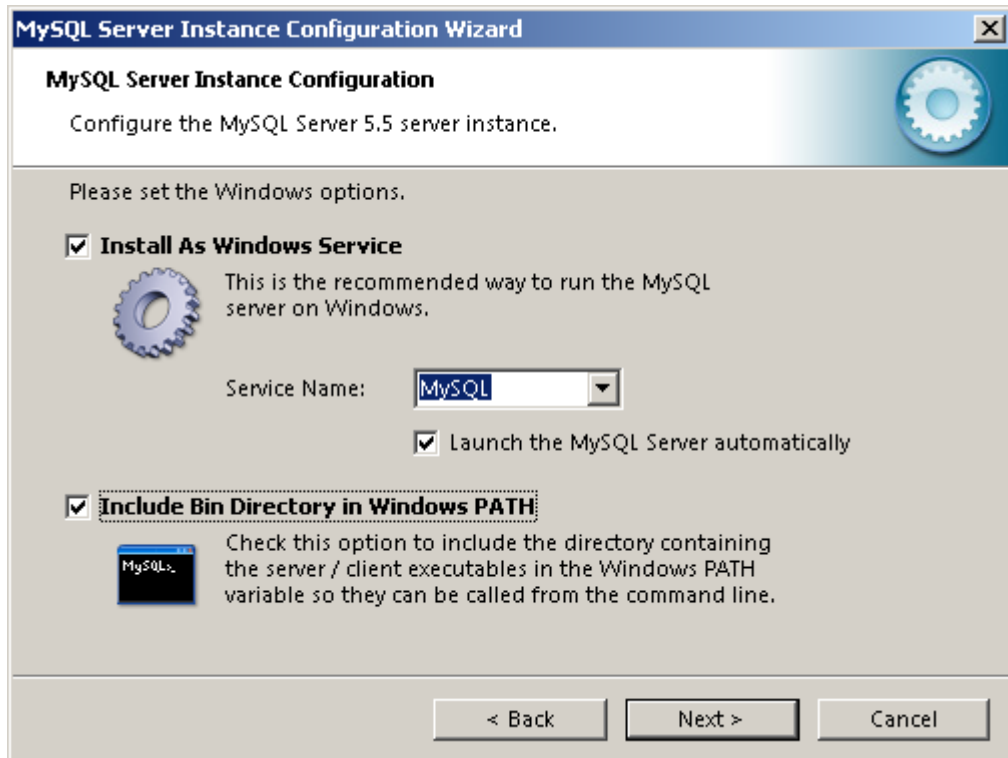 MySQL Server Instance Configuration Wizard
MySQL Server Instance Configuration
Configure the MySQL Server 5.5 server instance.
Please set the Windows options.
Install As Windows Service
This is the recommended way to run the MySQL
server on Windows.
Service Name:
MySQL
Launch the MySQL Server automatically
Include Bin Directory in Windows PATH
MySQL>_
Check this option to include the directory containing
the server / client executables in the Windows PATH
variable so they can be called from the command line.
< Back
Next >
Cancel